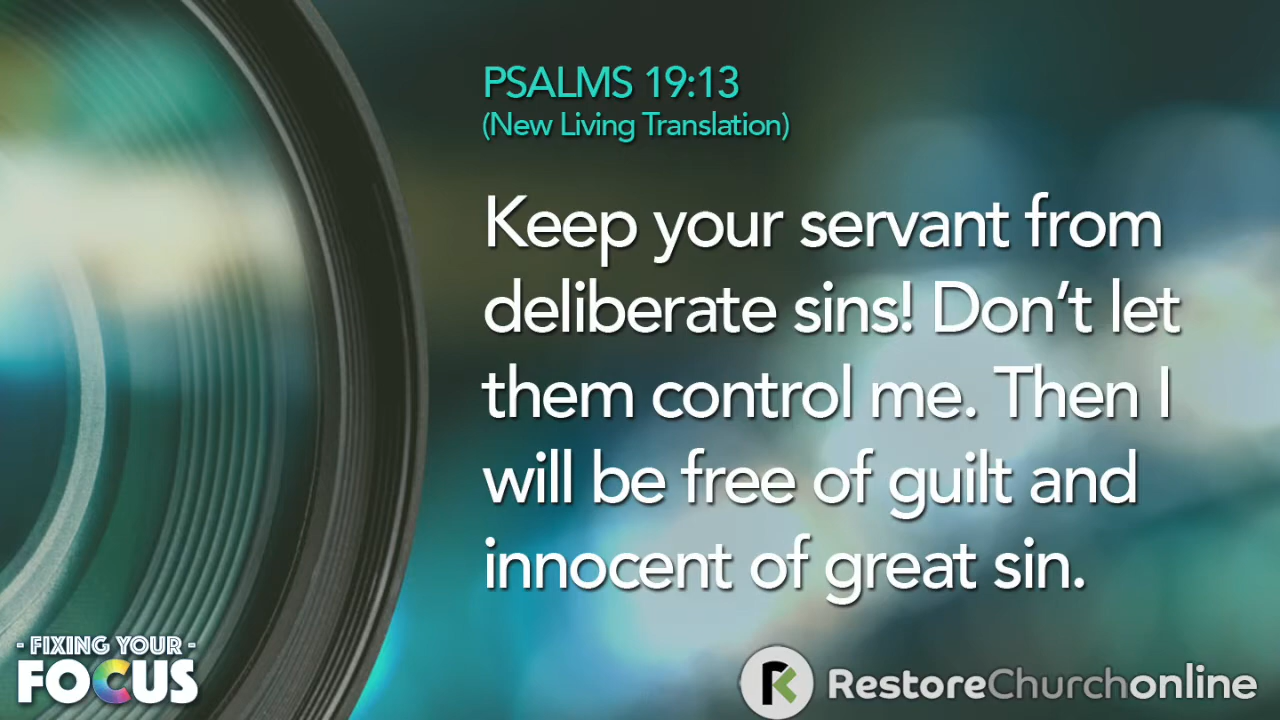 PSALMS 19:13
(New Living Translation)
Keep your servant from
deliberate sins! Don’t let
them control me. Then I
will be free of guilt and
innocent of great sin.
- FIXING YOUR -
FOCUS
RestoreChurchonline